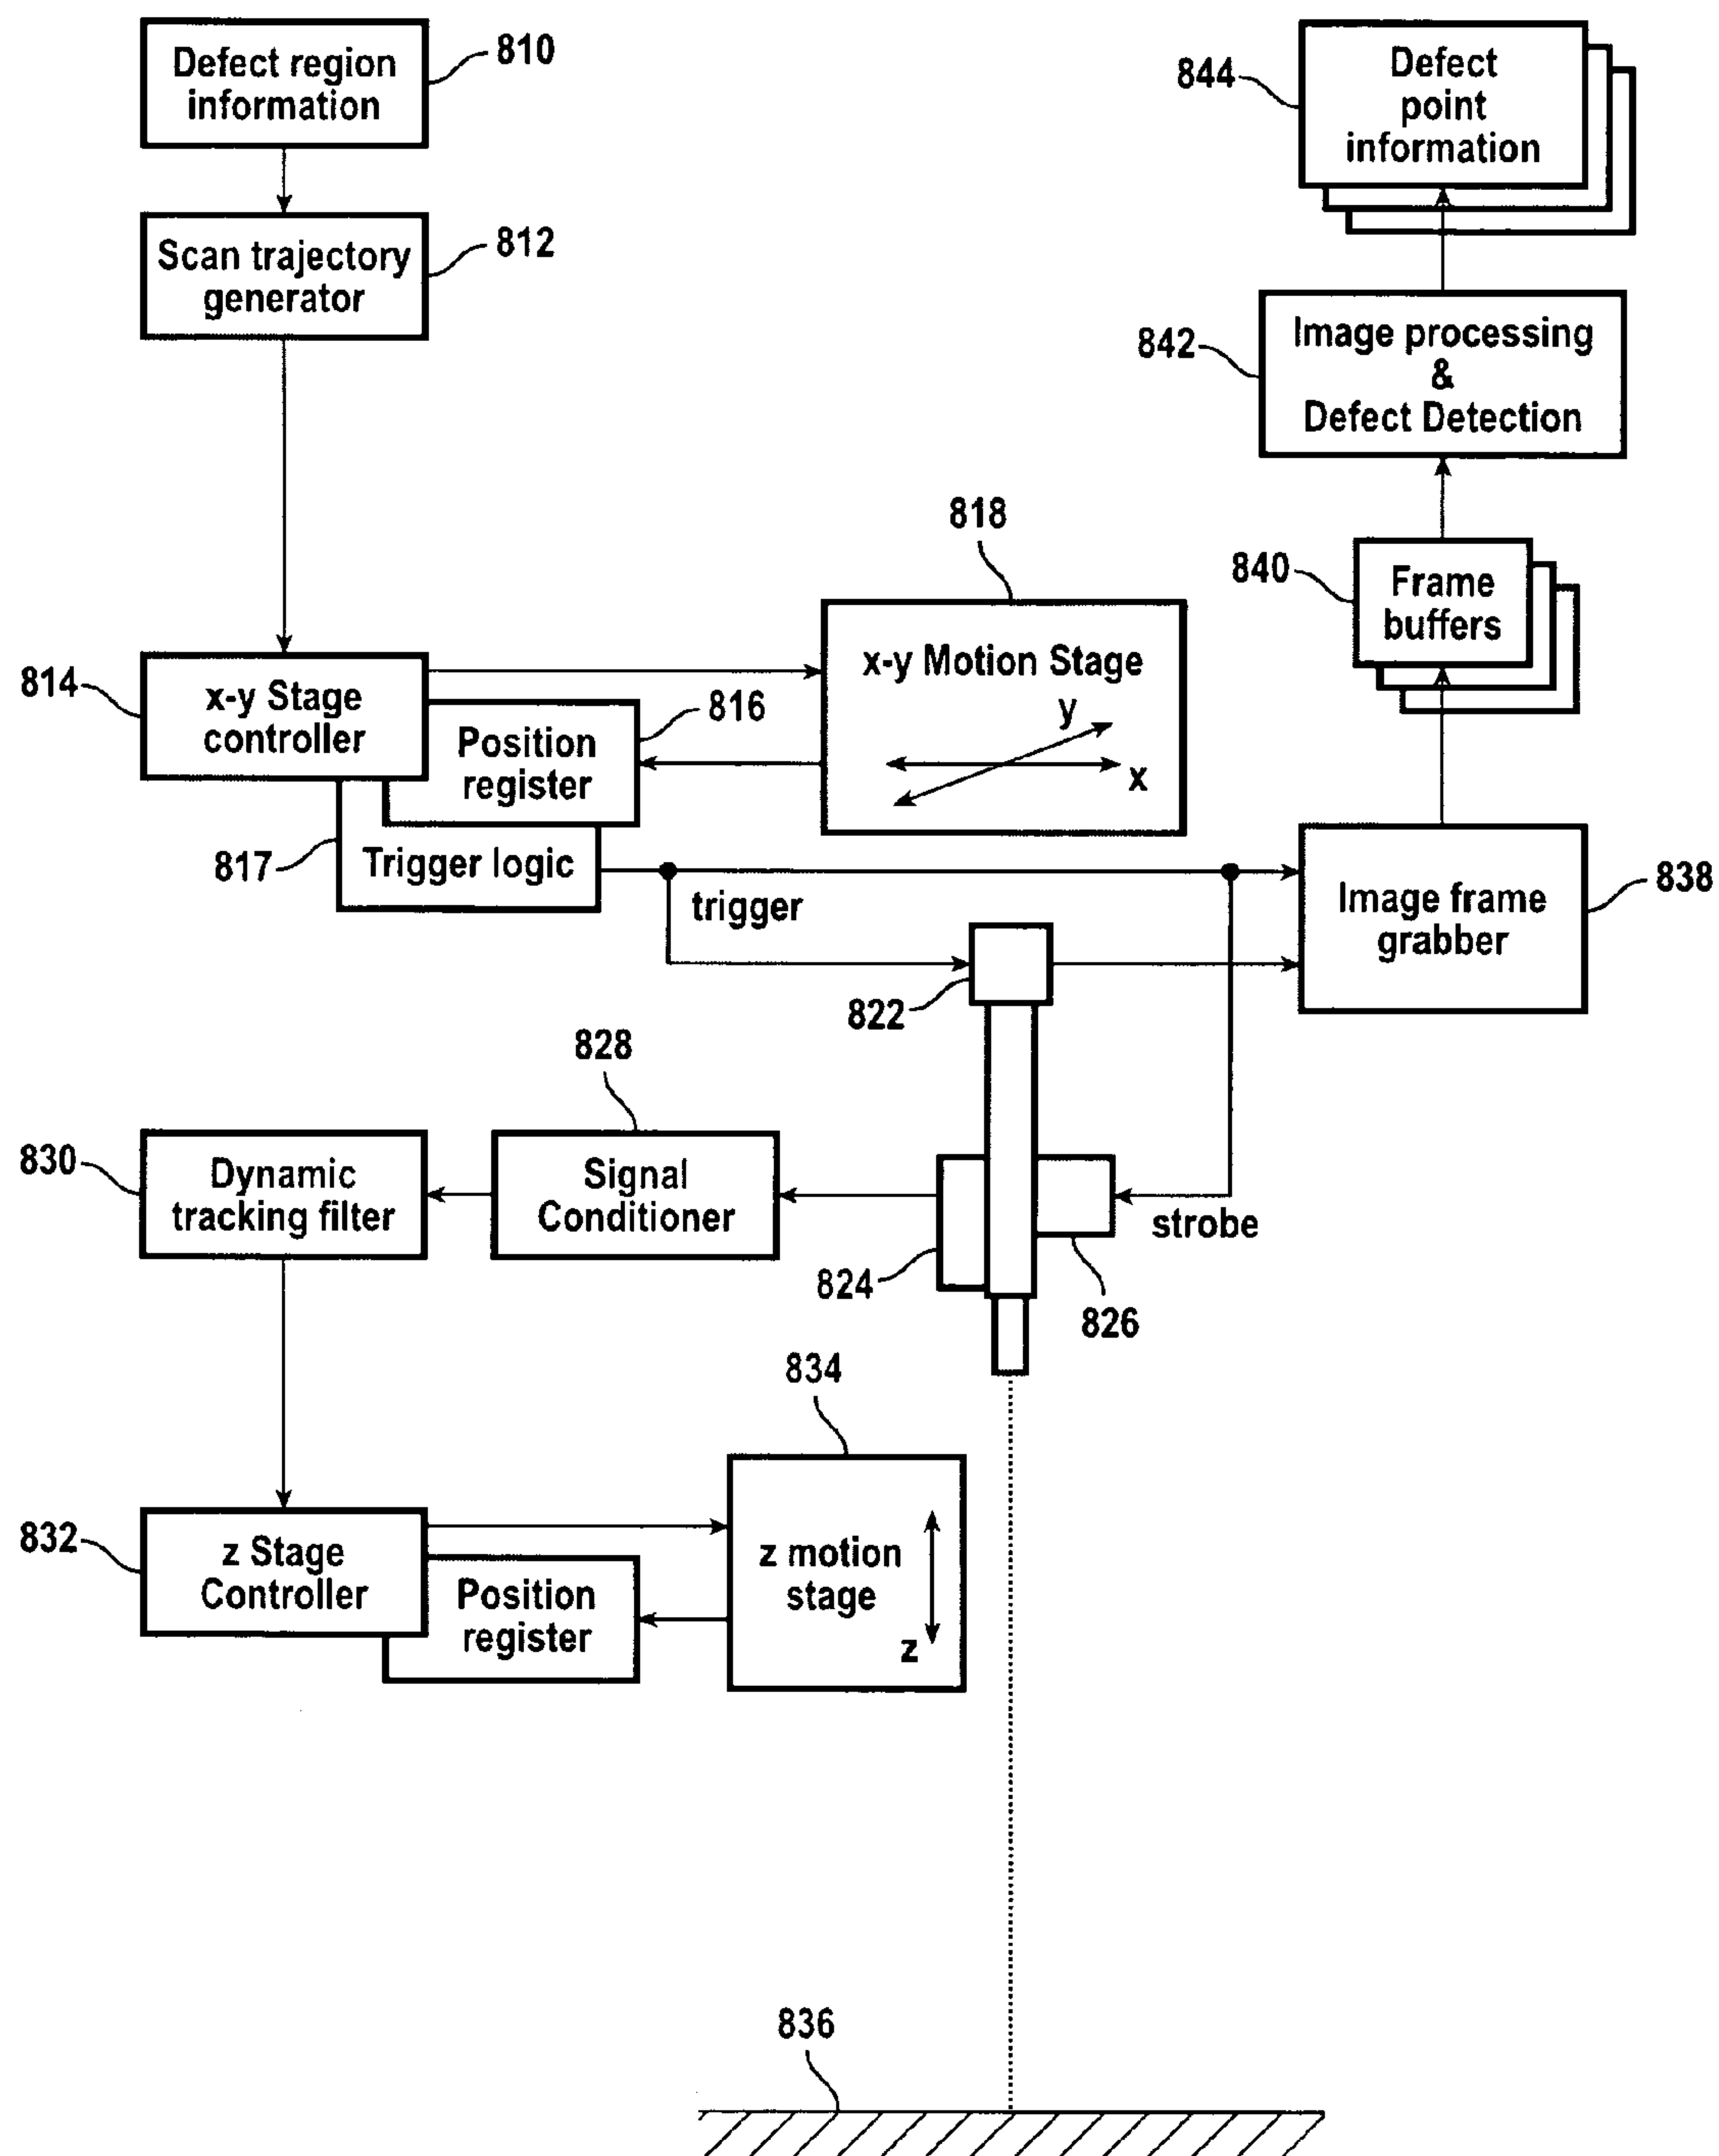 Defect region
information
810
Scan trajectory
generator
812
844
Defect
point
information
842
Image processing
&
Defect Detection
840
Frame
buffers
818
x-y Motion Stage
y
x
814
x-y Stage
controller
816
Position
register
817
Trigger logic
trigger
838
Image frame
grabber
822
828
830
Dynamic
tracking filter
Signal
Conditioner
strobe
824
826
834
832
z Stage
Controller
Position
register
z motion
stage
z
836